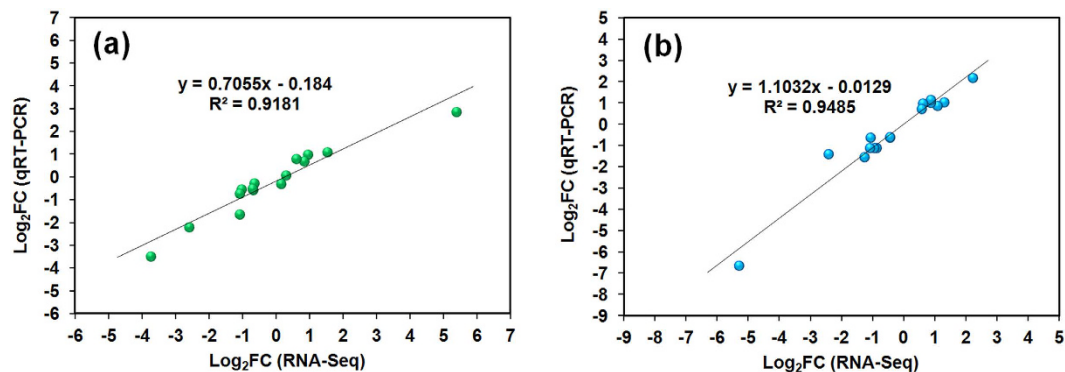 (a)
y = 0.7055x - 0.184
R² = 0.9181
Log₂FC (qRT-PCR)
7
6
5
4
3
2
1
0
-1
-2
-3
-4
-5
-6
-6 -5 -4 -3 -2 -1 0 1 2 3 4 5 6 7
Log₂FC (RNA-Seq)
(b)
y = 1.1032x - 0.0129
R² = 0.9485
Log₂FC (qRT-PCR)
5
4
3
2
1
0
-1
-2
-3
-4
-5
-6
-7
-8
-9
-9 -8 -7 -6 -5 -4 -3 -2 -1 0 1 2 3 4 5
Log₂FC (RNA-Seq)